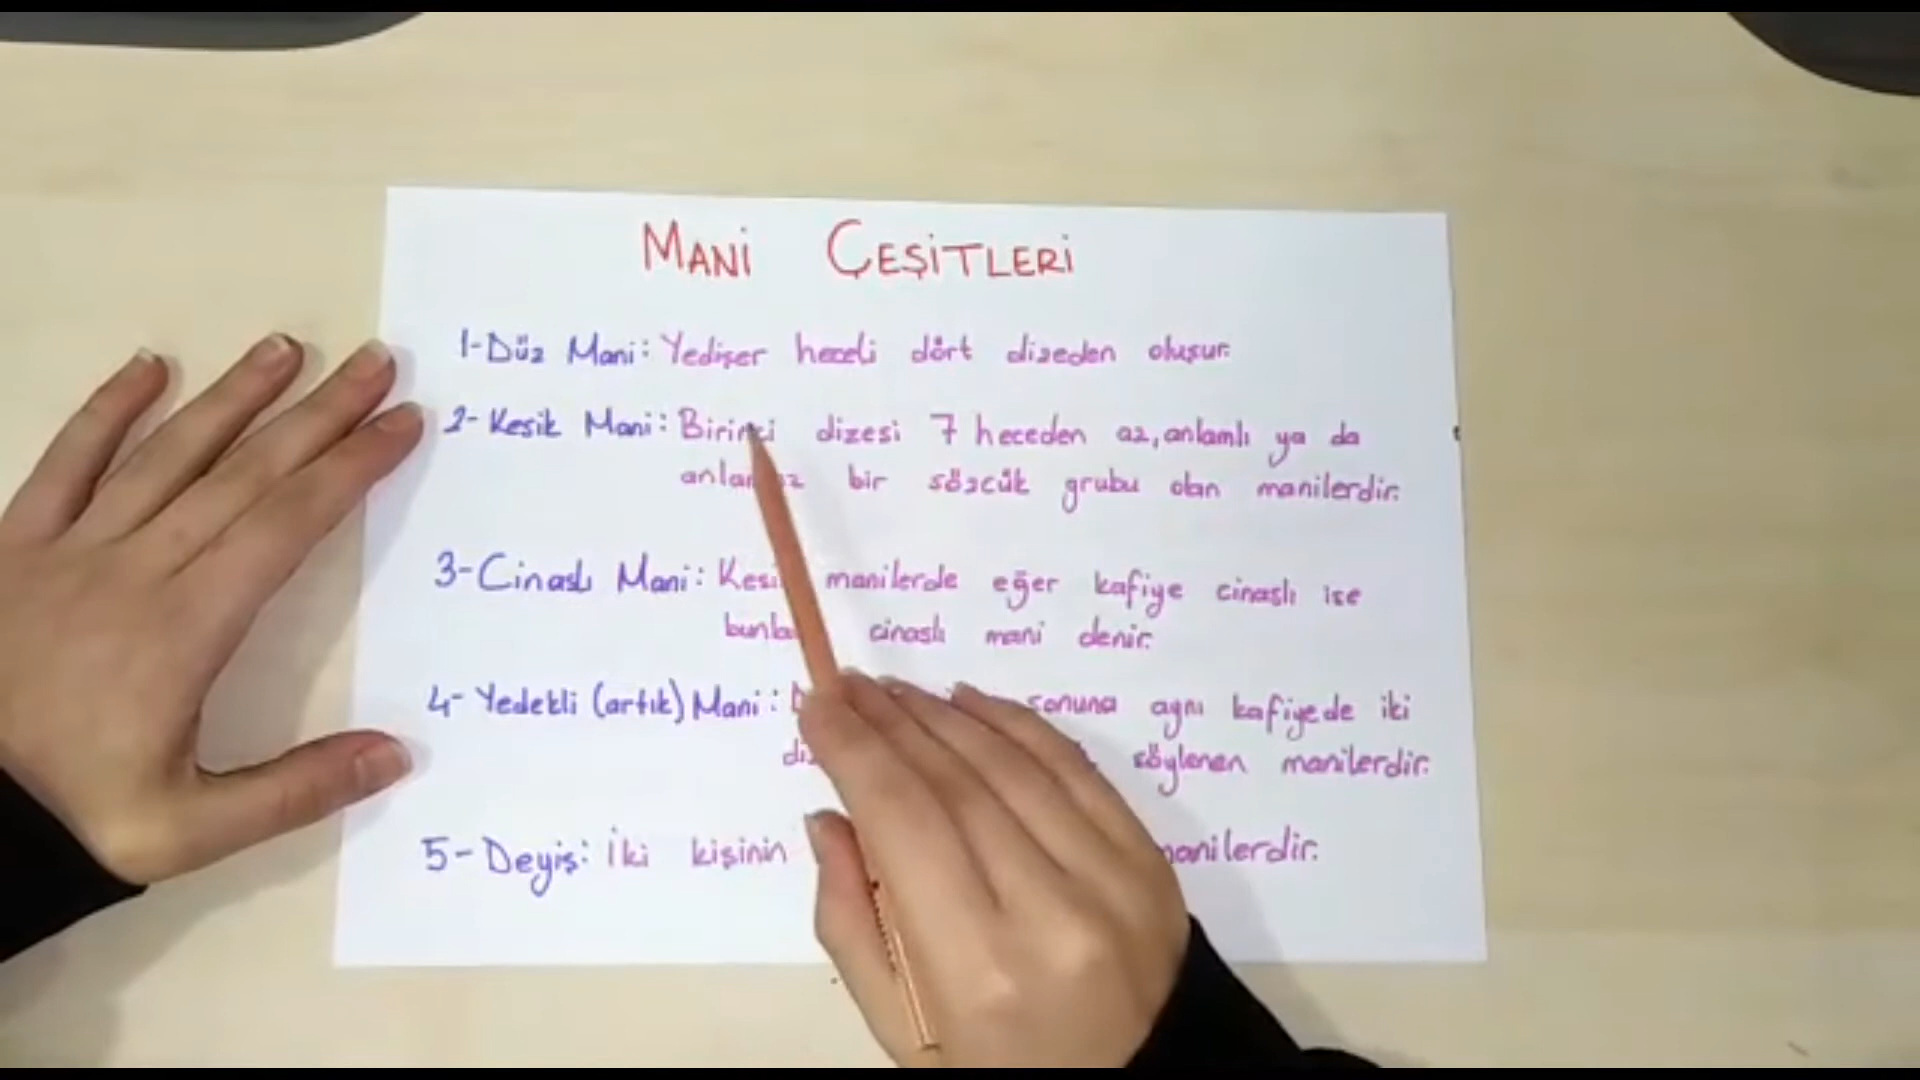 MANİ ÇEŞİTLERİ
1-Düz Mani: Yedişer heceli dört dizeden oluşur.
2-Kesik Mani: Birinci dizesi 7 heceden az, anlamlı ya da
bir sözcük grubu olan manilerdir.
3-Cinaslı Mani: manilerde eğer kafiye cinaslı ise
cinaslı mani denir.
4-Yedekli (artık) Mani: sonuna aynı kafiyede iki
söylenen manilerdir.
5-Deyiş: İki kişinin manilerdir.